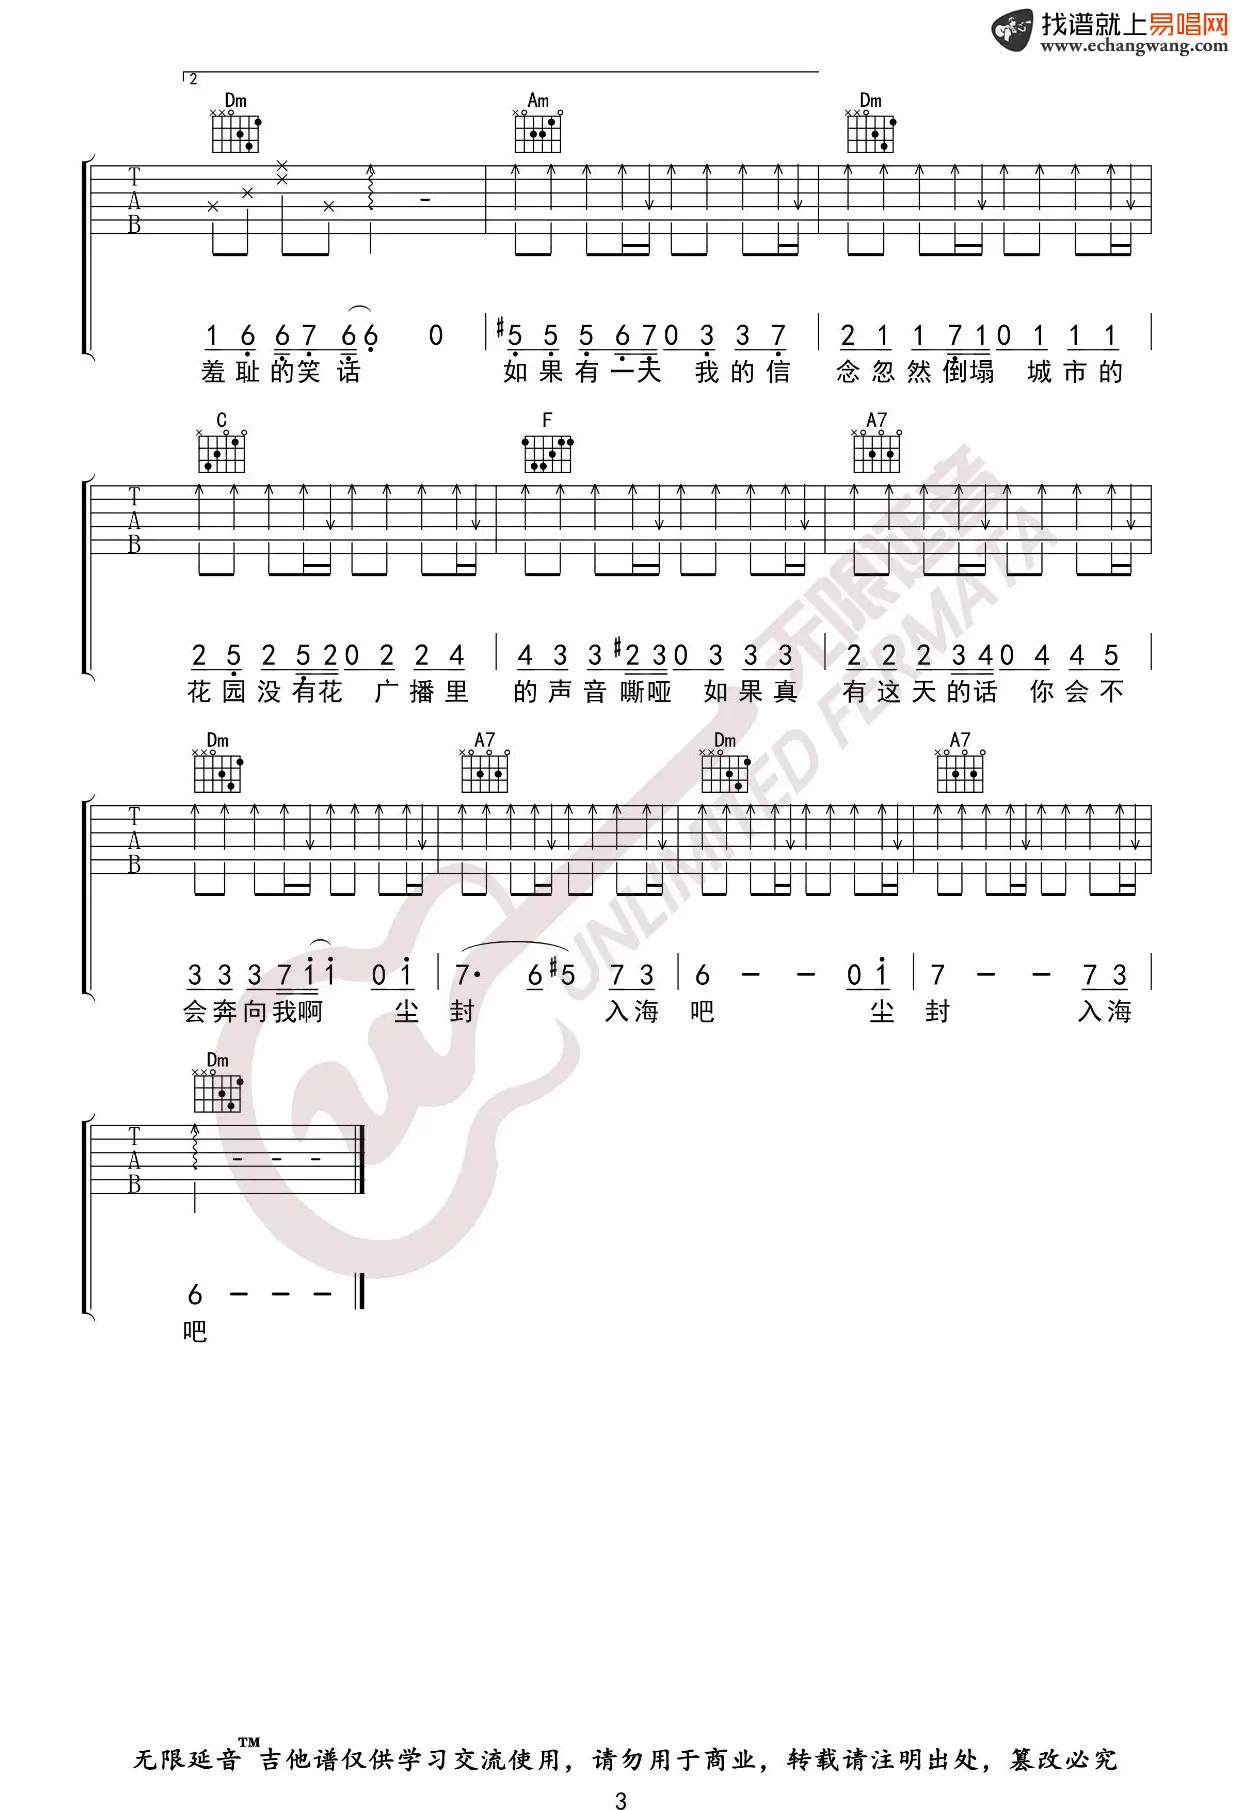 找谱就上易唱网
www.echangwang.com
2
Dm Am Dm
T
A
B
1 6 6 7 6 6 0 #5 5 5 6 7 0 3 3 7 2 1 1 7 1 0 1 1 1
羞耻的笑话 如果有一天 我的信 念忽然倒塌 城市的
C F A7
T
A
B
2 5 2 5 2 0 2 2 4 4 3 3 #2 3 0 3 3 3 2 2 2 3 4 0 4 4 5
花园没有花 广播里 的声音嘶哑 如果真 有这天的话 你会不
Dm A7 Dm A7
T
A
B
3 3 3 7 1 1 0 1 7· 6 #5 7 3 6 - - 0 1 7 - - 7 3
会奔向我啊 尘 封 入海 吧 尘 封 入海
Dm
T
A
B
6 - - -
吧
无限延音
UNLIMITED FERMATA
无限延音™吉他谱仅供学习交流使用，请勿用于商业，转载请注明出处，篡改必究
3